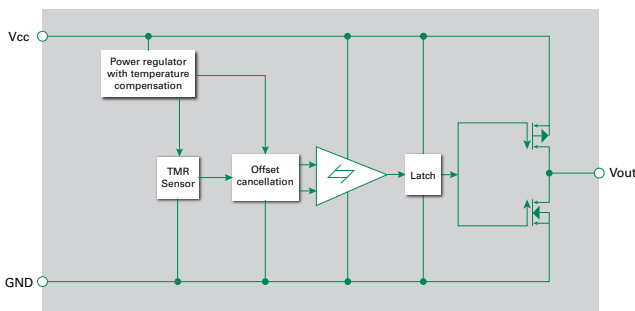 Vcc
Power regulator
with temperature
compensation
TMR
Sensor
Offset
cancellation
Latch
Vout
GND